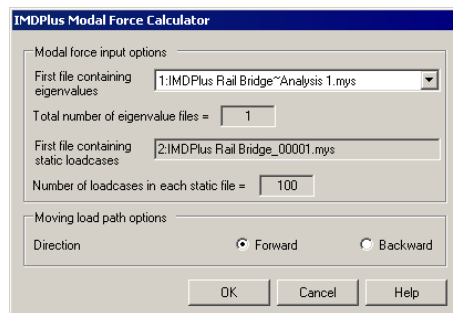 IMDPlus Modal Force Calculator
Modal force input options
First file containing eigenvalues
1:IMDPlus Rail Bridge~Analysis 1.mys
Total number of eigenvalue files =
1
First file containing static loadcases
2:IMDPlus Rail Bridge_00001.mys
Number of loadcases in each static file =
100
Moving load path options
Direction
Forward
Backward
OK
Cancel
Help